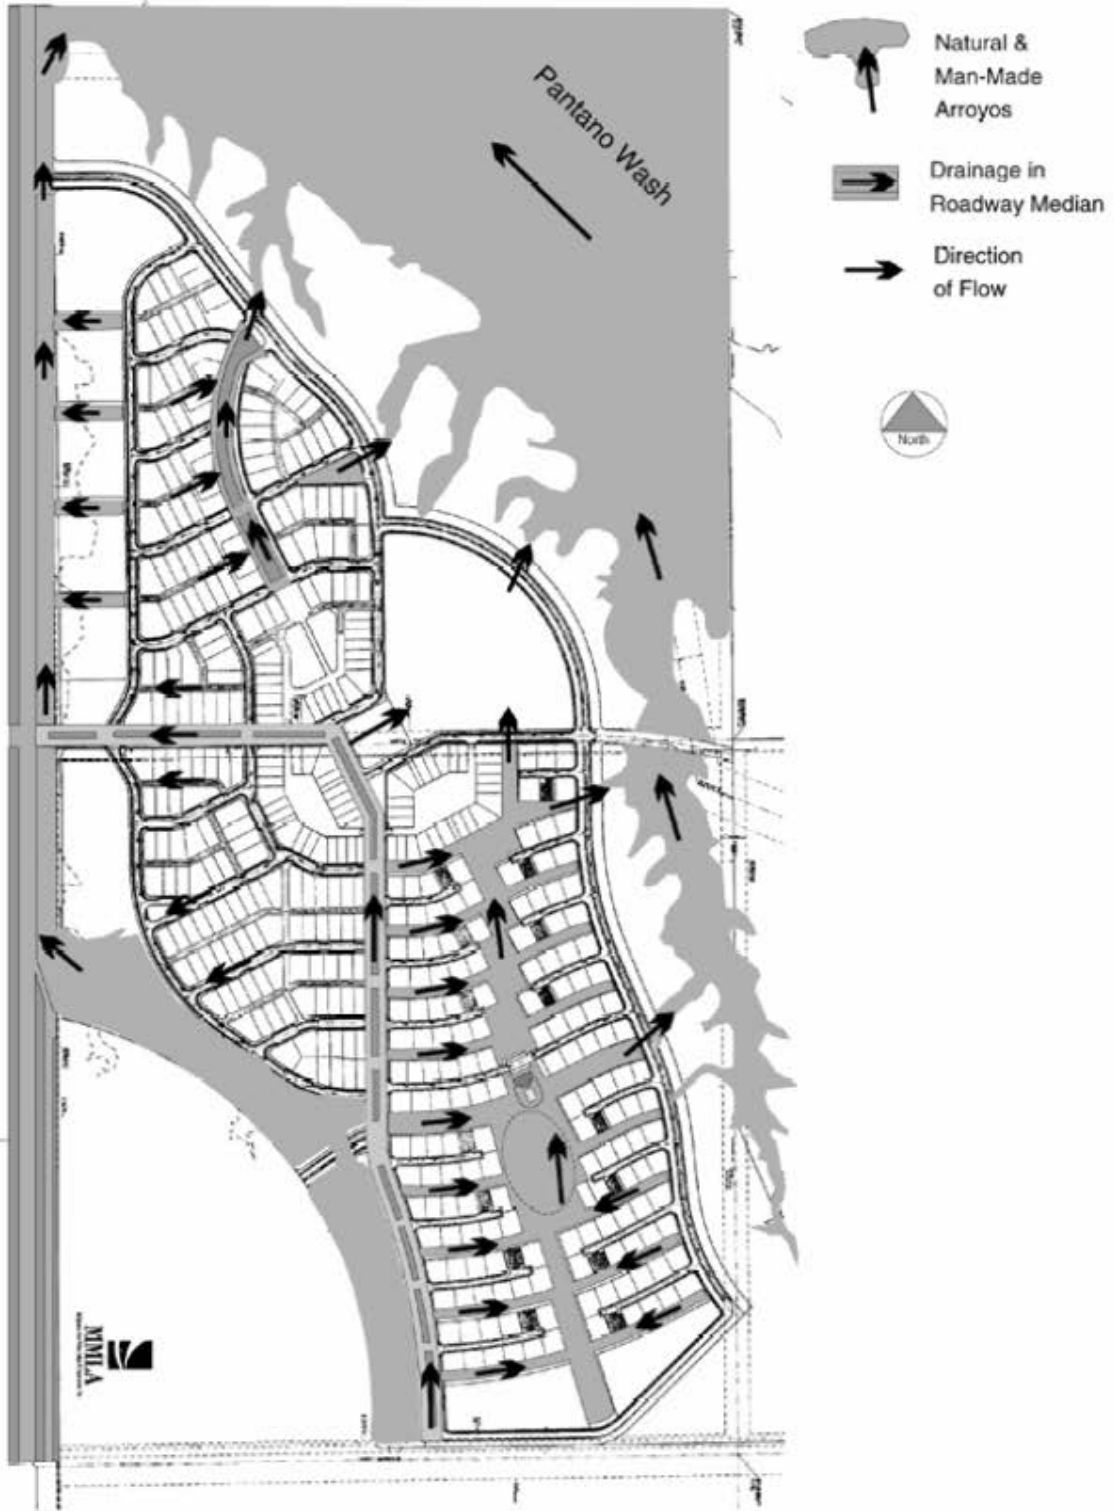 Pantano Wash
Natural &
Man-Made
Arroyos
Drainage in
Roadway Median
Direction
of Flow
North
MMLA